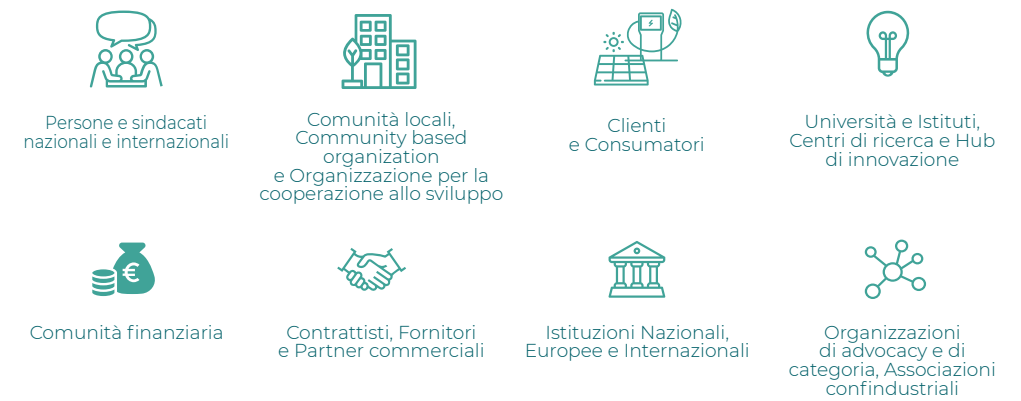 Persone e sindacati
nazionali e internazionali
Comunità locali,
Community based
organization
e Organizzazione per la
cooperazione allo sviluppo
Clienti
e Consumatori
Università e Istituti,
Centri di ricerca e Hub
di innovazione
€
Comunità finanziaria
Contrattisti, Fornitori
e Partner commerciali
Istituzioni Nazionali,
Europee e Internazionali
Organizzazioni
di advocacy e di
categoria, Associazioni
confindustriali